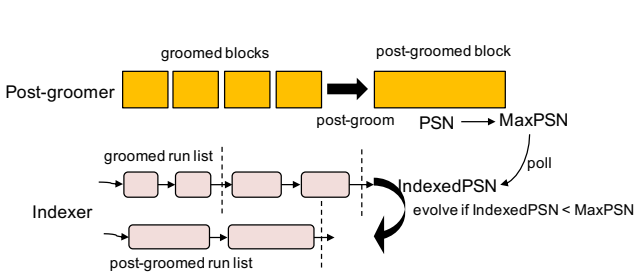 groomed blocks
post-groomed block
Post-groomer
post-groom
PSN
MaxPSN
groomed run list
poll
IndexedPSN
Indexer
evolve if IndexedPSN < MaxPSN
post-groomed run list